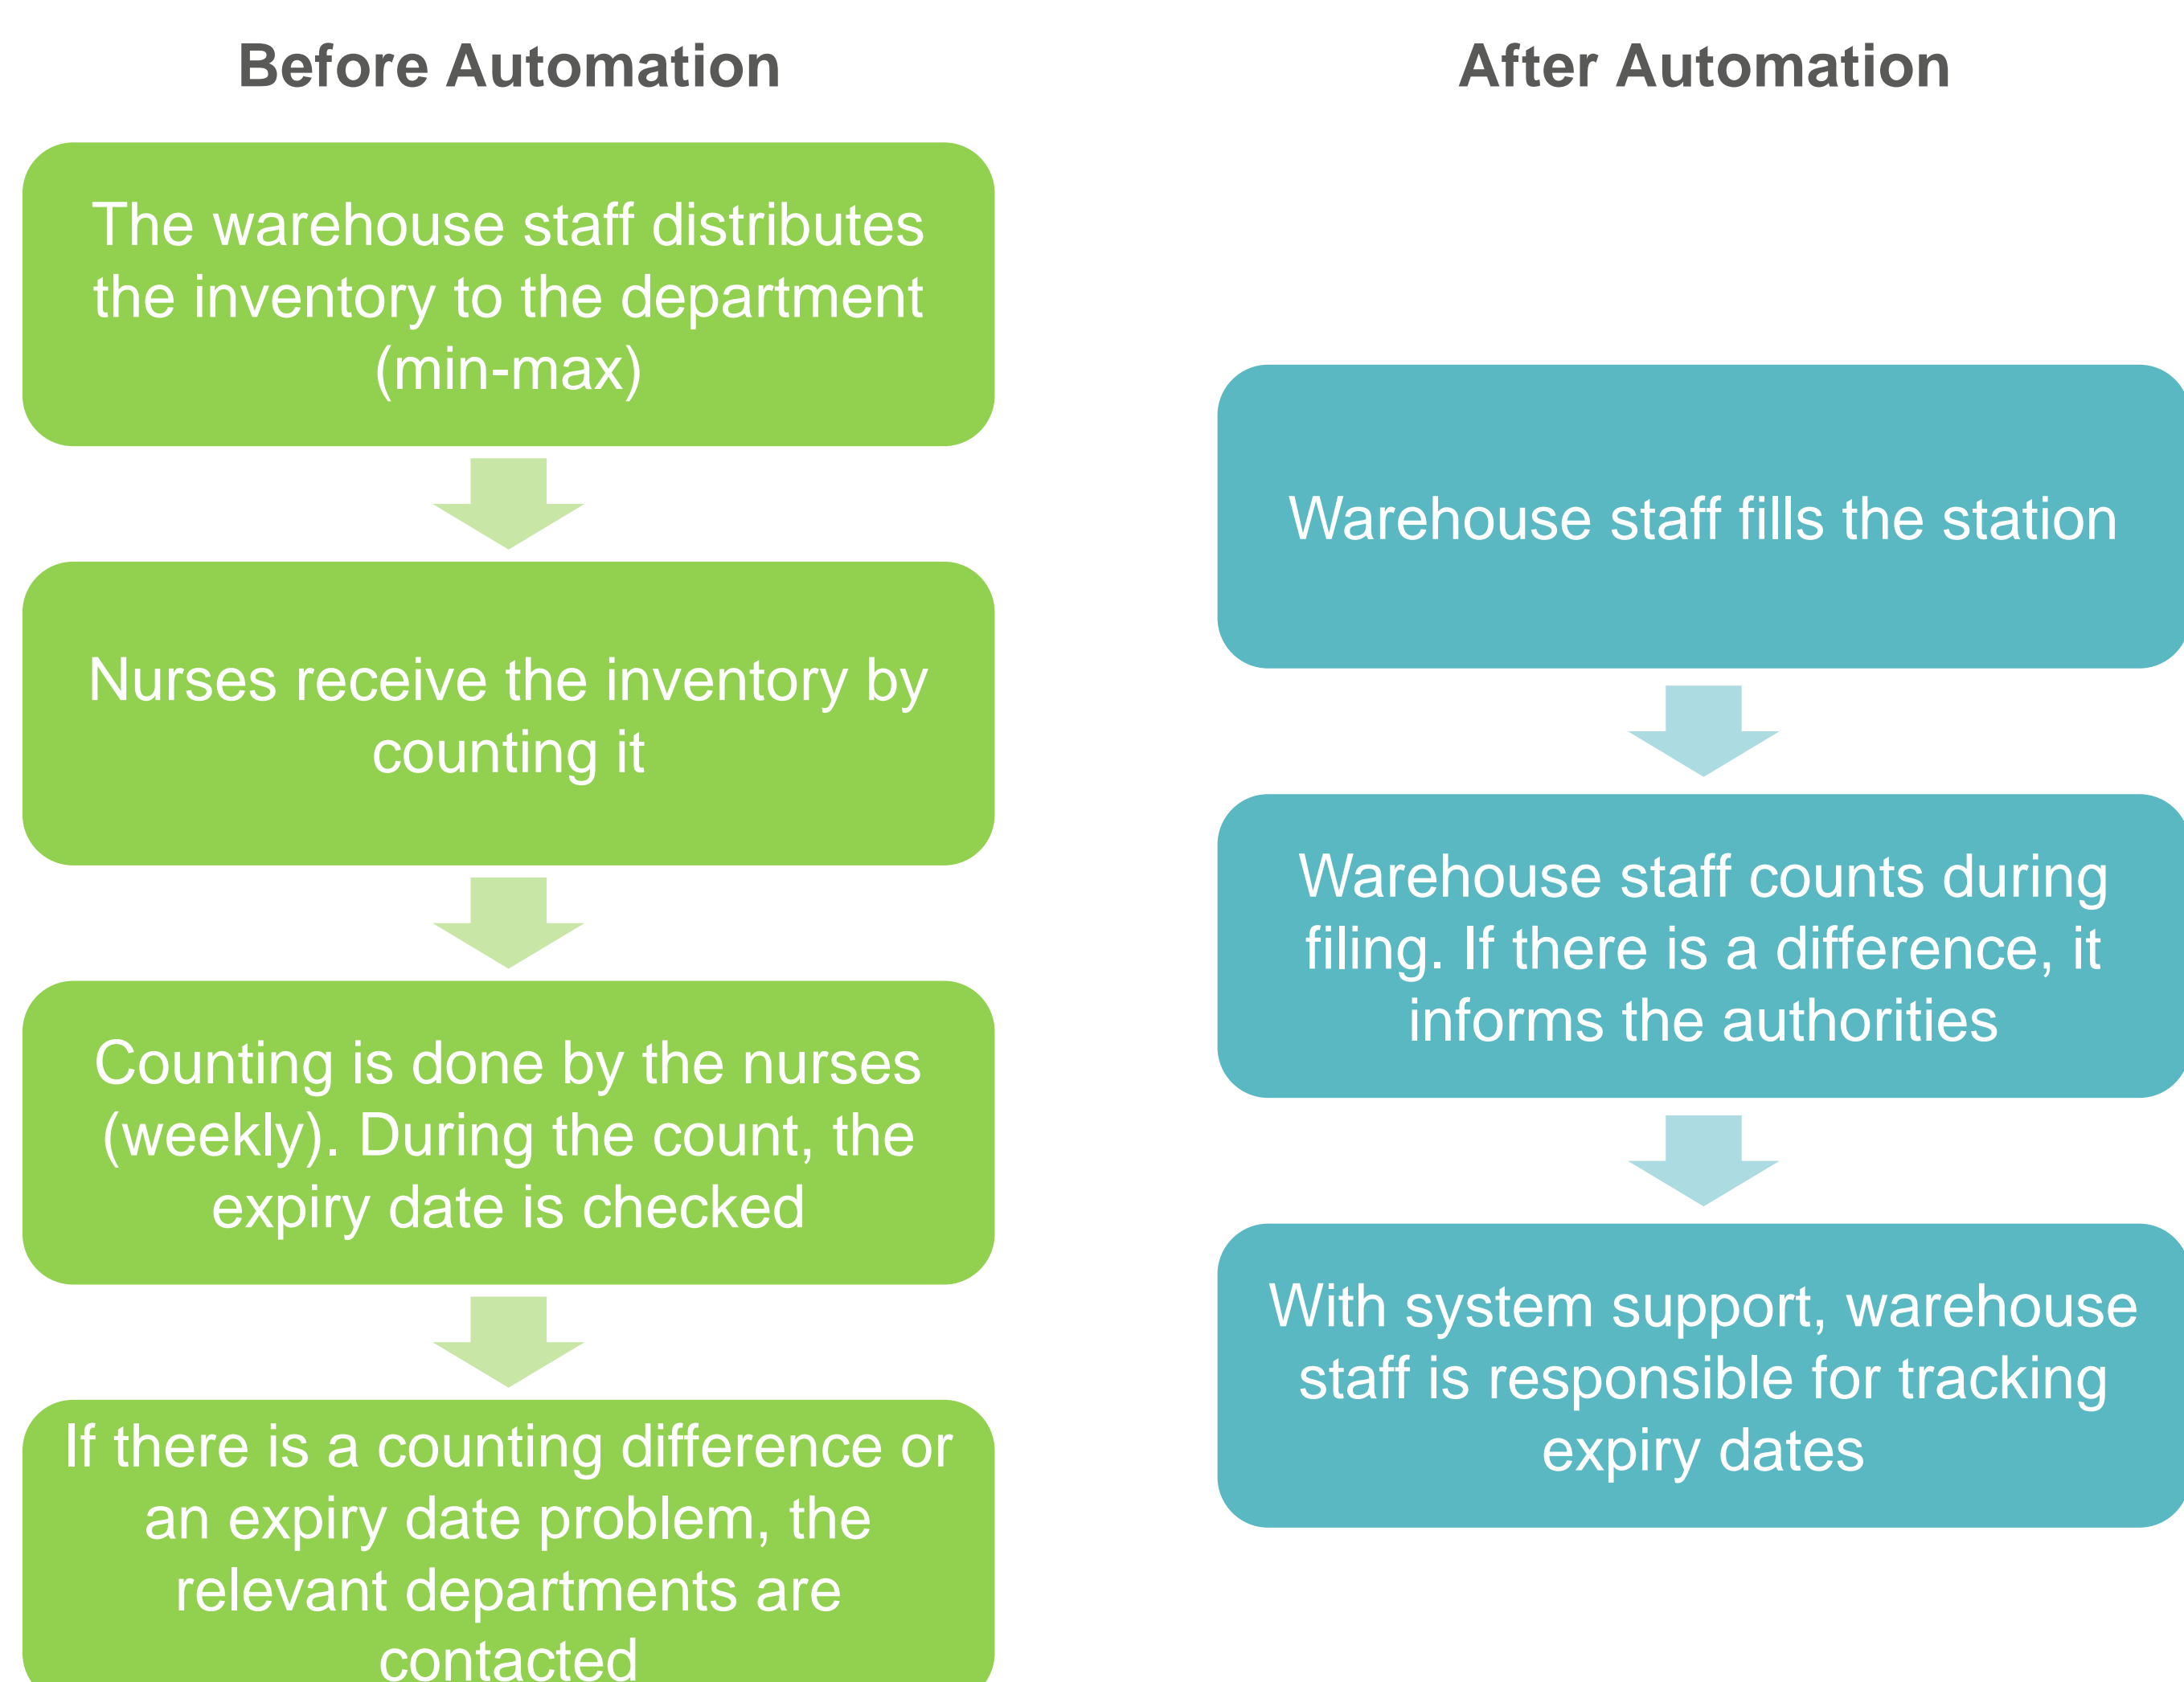 Before Automation
The warehouse staff distributes
the inventory to the department
(min-max)
Nurses receive the inventory by
counting it
Counting is done by the nurses
(weekly). During the count, the
expiry date is checked
If there is a counting difference or
an expiry date problem, the
relevant departments are
contacted
After Automation
Warehouse staff fills the station
Warehouse staff counts during
filing. If there is a difference, it
informs the authorities
With system support, warehouse
staff is responsible for tracking
expiry dates